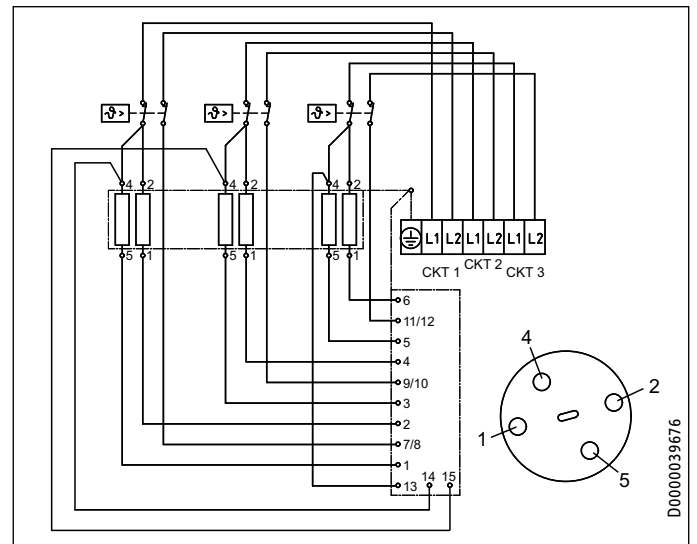 ϑ> ϑ> ϑ>
4 2 4 2 4 2
5 1 5 1 5 1
L1 L2 L1 L2 L1 L2
CKT 1 CKT 2 CKT 3
6
11/12
5
4
9/10
3
2
7/8
1
13 14 15
4
2
1
5
D0000039676